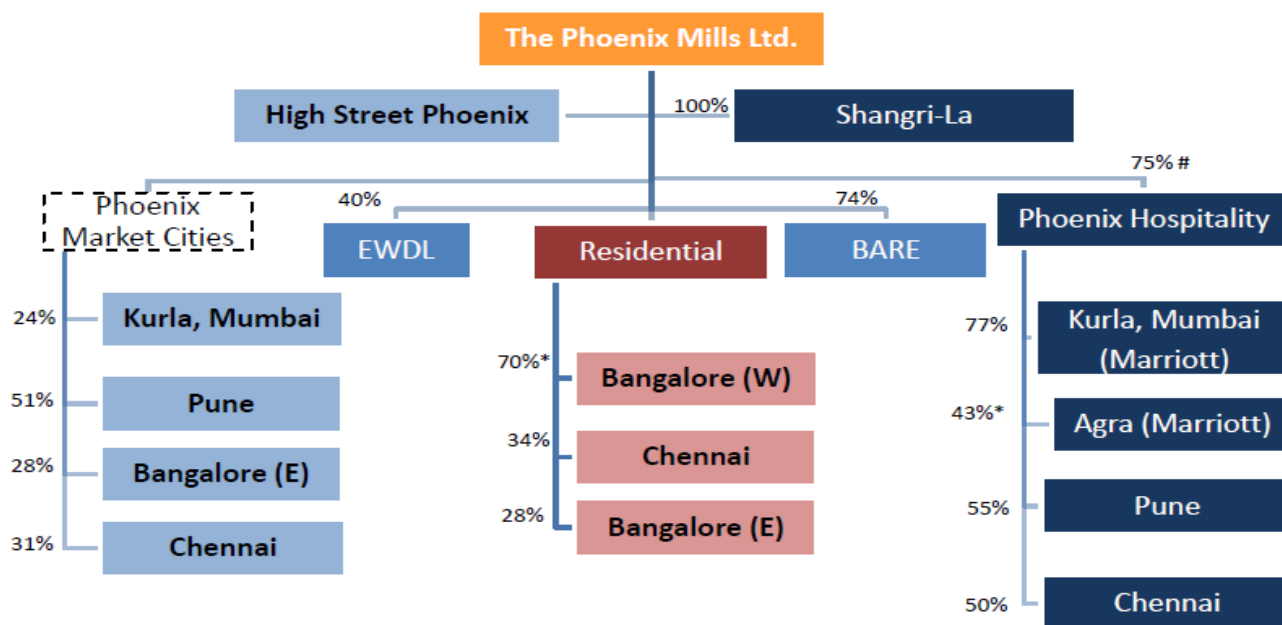 The Phoenix Mills Ltd.
High Street Phoenix
100%
Shangri-La
75% #
Phoenix
Market Cities
40%
EWDL
Residential
74%
BARE
Phoenix Hospitality
24%
Kurla, Mumbai
51%
Pune
28%
Bangalore (E)
31%
Chennai
70%*
Bangalore (W)
34%
Chennai
28%
Bangalore (E)
77%
Kurla, Mumbai
(Marriott)
43%*
Agra (Marriott)
55%
Pune
50%
Chennai